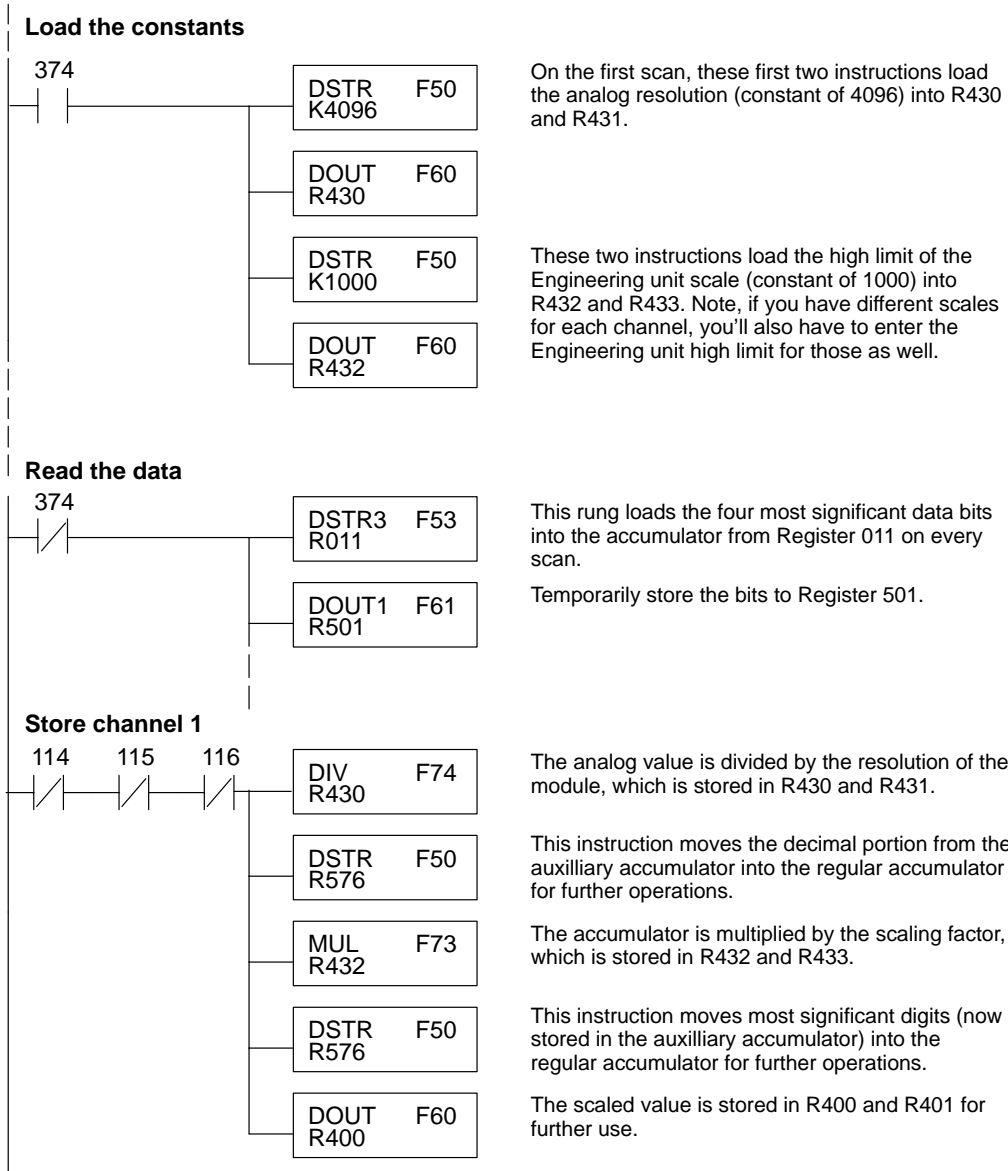 Load the constants
374
DSTR F50
K4096
On the first scan, these first two instructions load
the analog resolution (constant of 4096) into R430
and R431.
DOUT F60
R430
DSTR F50
K1000
These two instructions load the high limit of the
Engineering unit scale (constant of 1000) into
R432 and R433. Note, if you have different scales
for each channel, you’ll also have to enter the
Engineering unit high limit for those as well.
DOUT F60
R432
Read the data
374
DSTR3 F53
R011
This rung loads the four most significant data bits
into the accumulator from Register 011 on every
scan.
DOUT1 F61
R501
Temporarily store the bits to Register 501.
Store channel 1
114 115 116
DIV F74
R430
The analog value is divided by the resolution of the
module, which is stored in R430 and R431.
DSTR F50
R576
This instruction moves the decimal portion from the
auxilliary accumulator into the regular accumulator
for further operations.
MUL F73
R432
The accumulator is multiplied by the scaling factor,
which is stored in R432 and R433.
DSTR F50
R576
This instruction moves most significant digits (now
stored in the auxilliary accumulator) into the
regular accumulator for further operations.
DOUT F60
R400
The scaled value is stored in R400 and R401 for
further use.